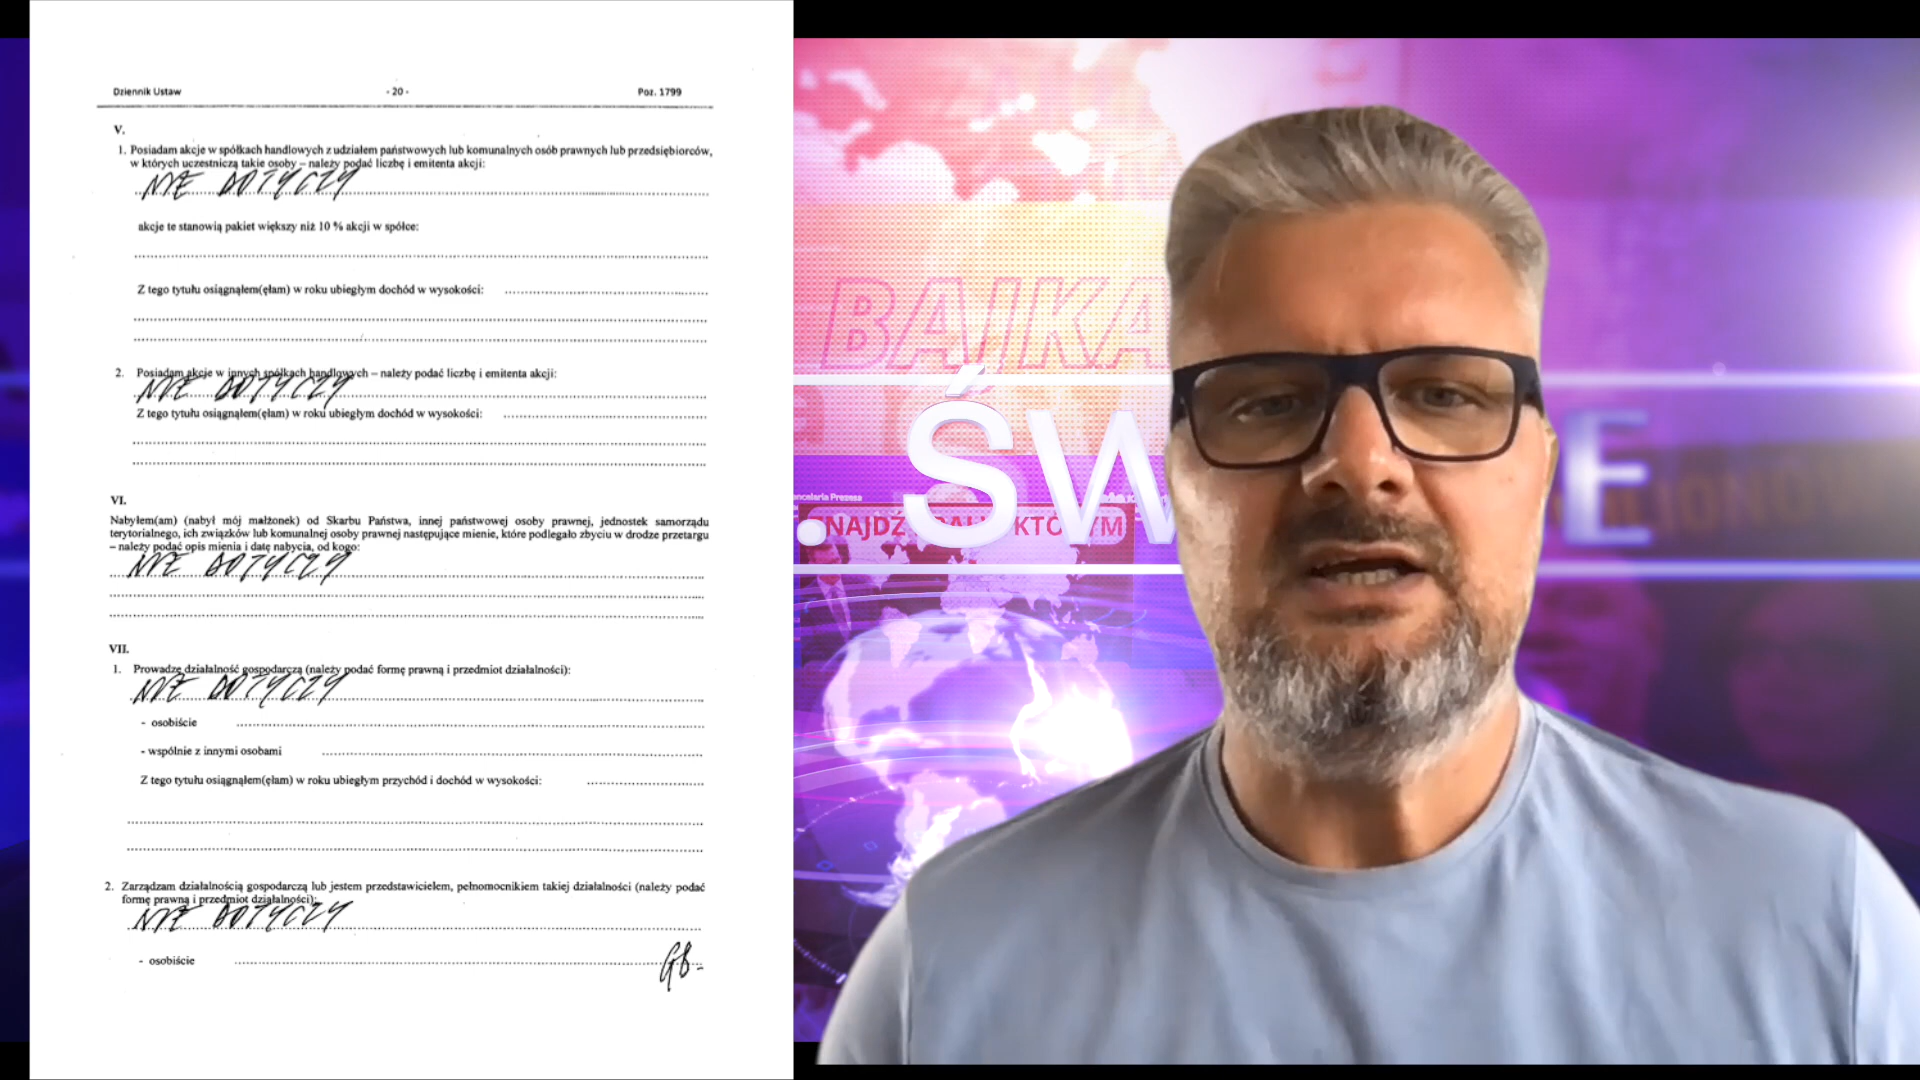 Dziennik Ustaw - 20 - Poz. 1799
V.
1. Posiadam akcje w spółkach handlowych z udziałem państwowych lub komunalnych osób prawnych lub przedsiębiorców,
w których uczestniczą takie osoby – należy podać liczbę i emitenta akcji:
NIE DOTYCZY
akcje te stanowią pakiet większy niż 10 % akcji w spółce:
Z tego tytułu osiągnąłem(ęłam) w roku ubiegłym dochód w wysokości:
2. Posiadam akcje w innych spółkach handlowych – należy podać liczbę i emitenta akcji:
NIE DOTYCZY
Z tego tytułu osiągnąłem(ęłam) w roku ubiegłym dochód w wysokości:
VI.
Nabyłem(am) (nabył mój małżonek) od Skarbu Państwa, innej państwowej osoby prawnej, jednostek samorządu
terytorialnego, ich związków lub komunalnej osoby prawnej następujące mienie, które podlegało zbyciu w drodze przetargu
– należy podać opis mienia i datę nabycia, od kogo:
NIE DOTYCZY
VII.
1. Prowadzę działalność gospodarczą (należy podać formę prawną i przedmiot działalności):
NIE DOTYCZY
- osobiście
- wspólnie z innymi osobami
Z tego tytułu osiągnąłem(ęłam) w roku ubiegłym przychód i dochód w wysokości:
2. Zarządzam działalnością gospodarczą lub jestem przedstawicielem, pełnomocnikiem takiej działalności (należy podać
formę prawną i przedmiot działalności):
NIE DOTYCZY
- osobiście
GB-
BAJKA
ŚW E